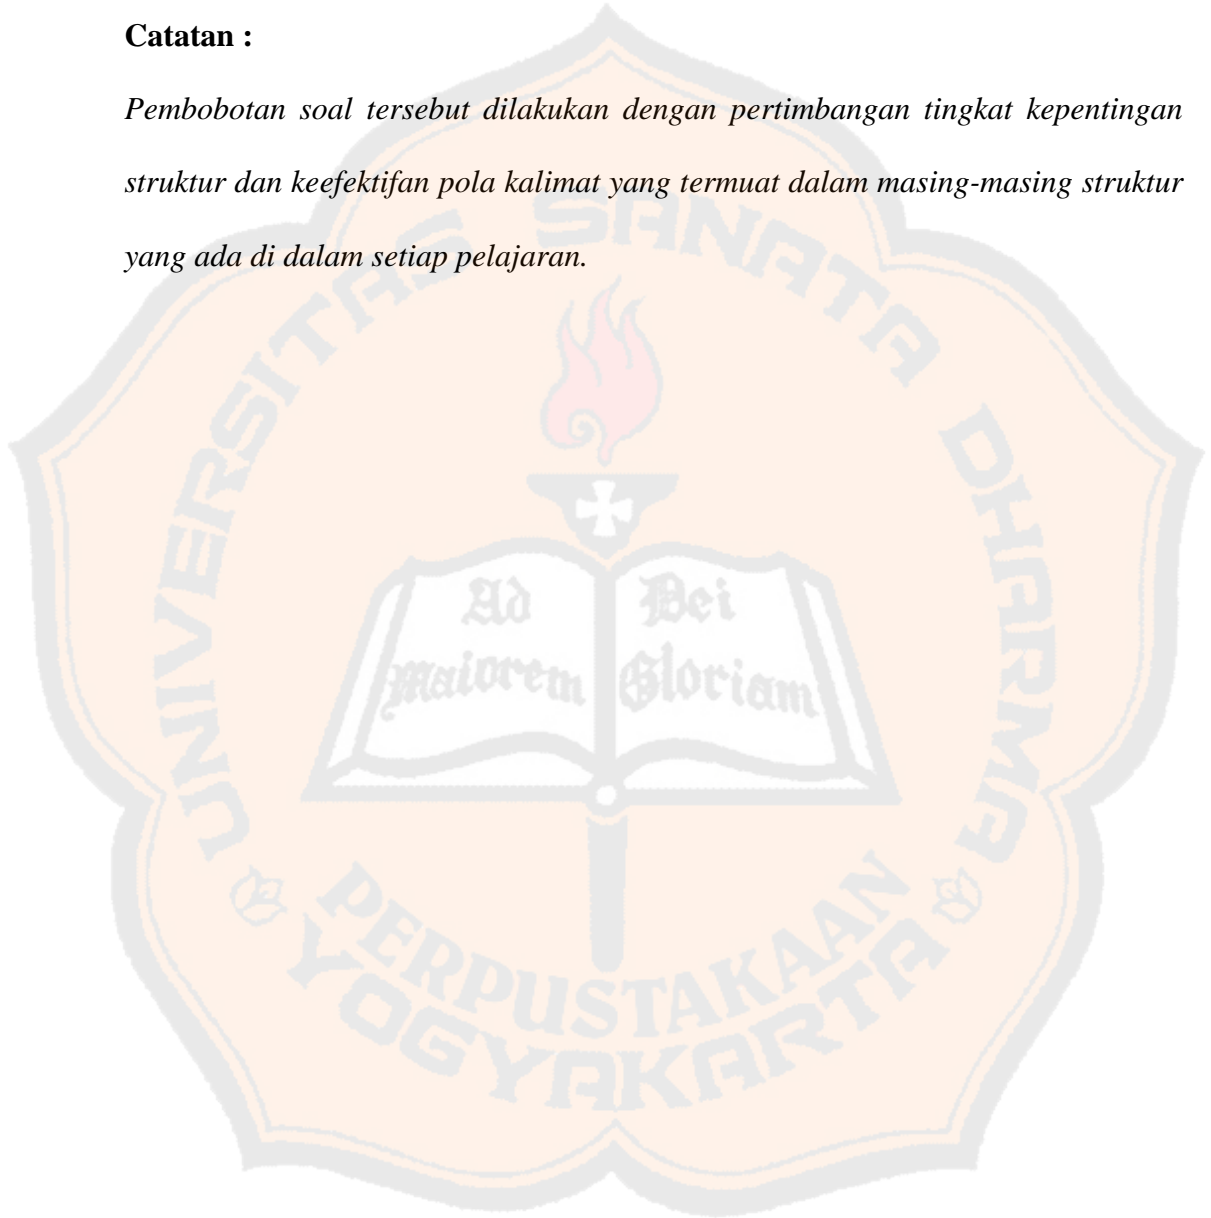 Catatan :
Pembobotan soal tersebut dilakukan dengan pertimbangan tingkat kepentingan
struktur dan keefektifan pola kalimat yang termuat dalam masing-masing struktur
yang ada di dalam setiap pelajaran.
UNIVERSITAS SANATA DHARMA
Ad Dei
maiorem Gloriam
PERPUSTAKAAN
YOGYAKARTA